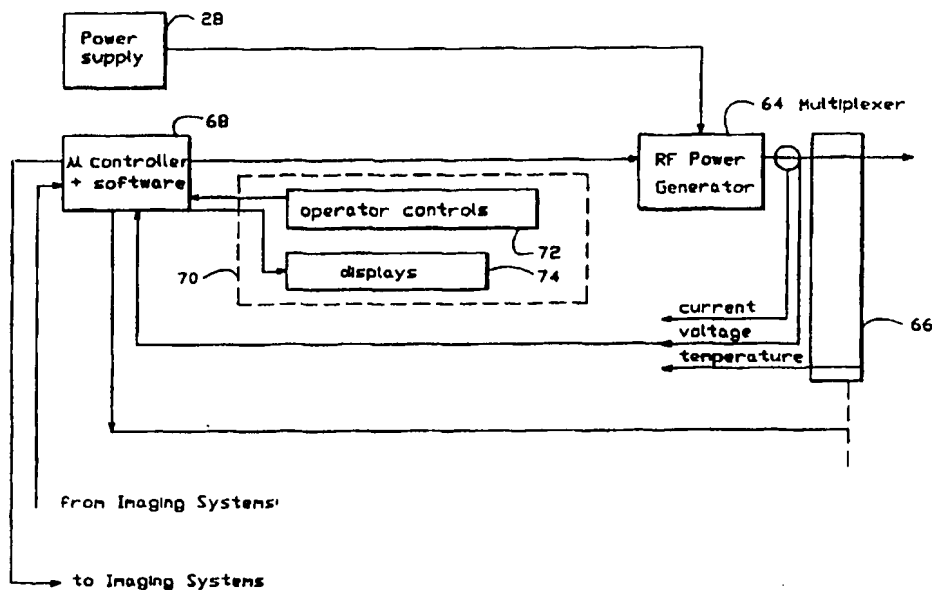 Power
supply
28
68
μ controller
+ software
64 Multiplexer
RF Power
Generator
operator controls
72
70
displays
74
current
voltage
temperature
66
from Imaging Systems
to Imaging Systems